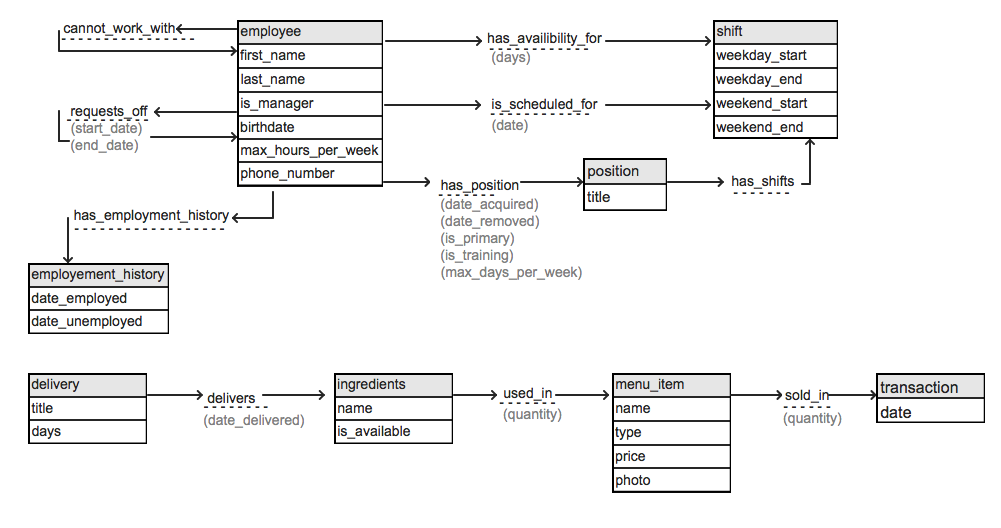 cannot_work_with
employee
first_name
last_name
is_manager
birthdate
max_hours_per_week
phone_number
has_availibility_for
(days)
shift
weekday_start
weekday_end
weekend_start
weekend_end
requests_off
(start_date)
(end_date)
is_scheduled_for
(date)
has_position
(date_acquired)
(date_removed)
(is_primary)
(is_training)
(max_days_per_week)
position
title
has_shifts
has_employment_history
employement_history
date_employed
date_unemployed
delivery
title
days
delivers
(date_delivered)
ingredients
name
is_available
used_in
(quantity)
menu_item
name
type
price
photo
sold_in
(quantity)
transaction
date